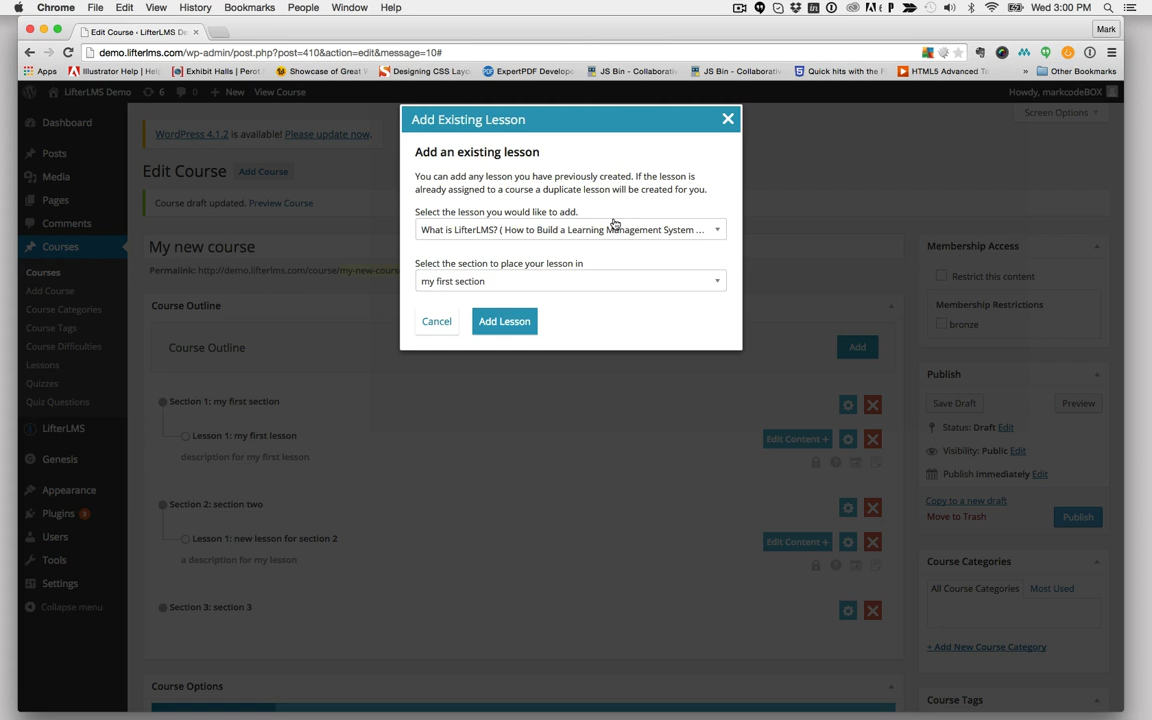 Chrome File Edit View History Bookmarks People Window Help Wed 3:00 PM
Edit Course ‹ LifterLMS De Mark
demo.lifterlms.com/wp-admin/post.php?post=410&action=edit&message=10#
Apps Illustrator Help | Hel Exhibit Halls | Perot Showcase of Great W Designing CSS Layo ExpertPDF Develop JS Bin - Collaborati JS Bin - Collaborati Quick hits with the F HTML5 Advanced T » Other Bookmarks
LifterLMS Demo 6 0 New View Course Howdy, markcodeBOX
Screen Options
Dashboard
Posts
Media
Pages
Comments
Courses
Courses
Add Course
Course Categories
Course Tags
Course Difficulties
Lessons
Quizzes
Quiz Questions
LifterLMS
Genesis
Appearance
Plugins 3
Users
Tools
Settings
Collapse menu
WordPress 4.1.2 is available! Please update now.
Edit Course Add Course
Course draft updated. Preview Course
My new course
Permalink: http://demo.lifterlms.com/course/my-new-course
Course Outline
Course Outline Add
Section 1: my first section
Lesson 1: my first lesson Edit Content +
description for my first lesson
Section 2: section two
Lesson 1: new lesson for section 2 Edit Content +
a description for my lesson
Section 3: section 3
Course Options
Add Existing Lesson
Add an existing lesson
You can add any lesson you have previously created. If the lesson is
already assigned to a course a duplicate lesson will be created for you.
Select the lesson you would like to add.
What is LifterLMS? ( How to Build a Learning Management System ...
Select the section to place your lesson in
my first section
Cancel Add Lesson
Membership Access
Restrict this content
Membership Restrictions
bronze
Publish
Save Draft Preview
Status: Draft Edit
Visibility: Public Edit
Publish immediately Edit
Copy to a new draft
Move to Trash Publish
Course Categories
All Course Categories Most Used
+ Add New Course Category
Course Tags